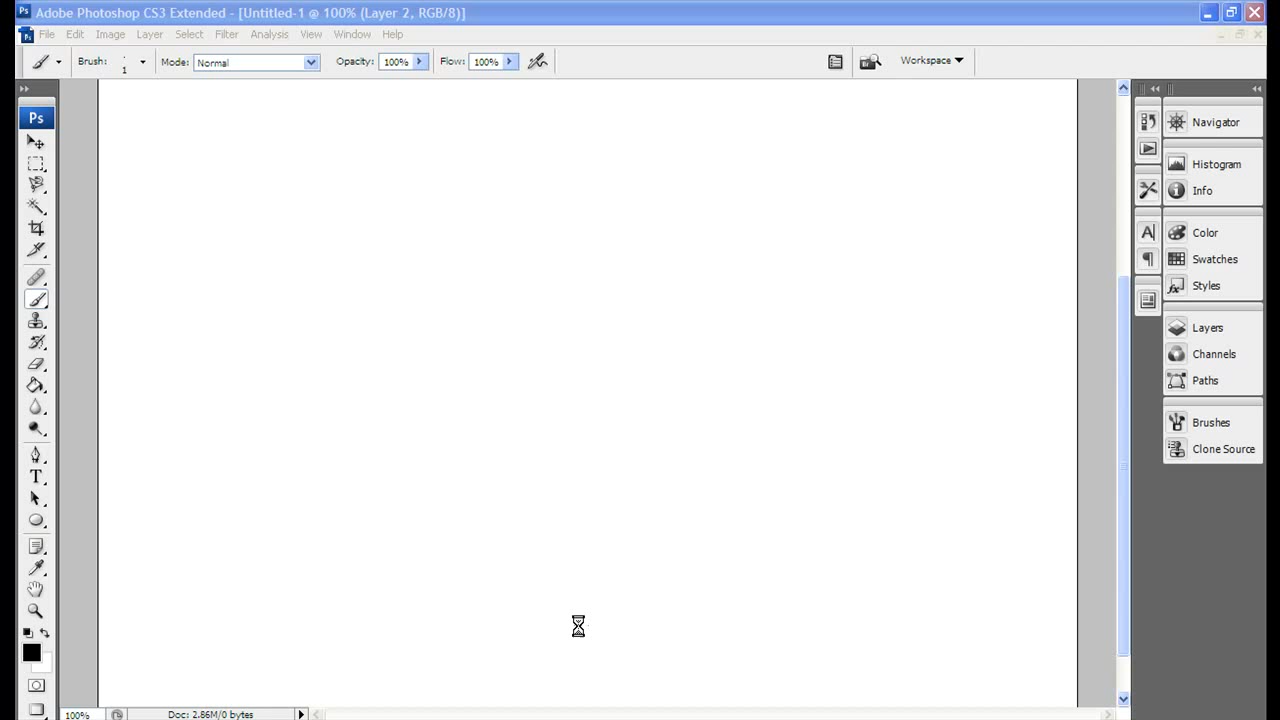 Ps Adobe Photoshop CS3 Extended - [Untitled-1 @ 100% (Layer 2, RGB/8)]
File Edit Image Layer Select Filter Analysis View Window Help
Brush: 1 Mode: Normal Opacity: 100% Flow: 100% Workspace
Ps
Navigator
Histogram
Info
Color
Swatches
Styles
Layers
Channels
Paths
Brushes
Clone Source
100% Doc: 2.86M/0 bytes